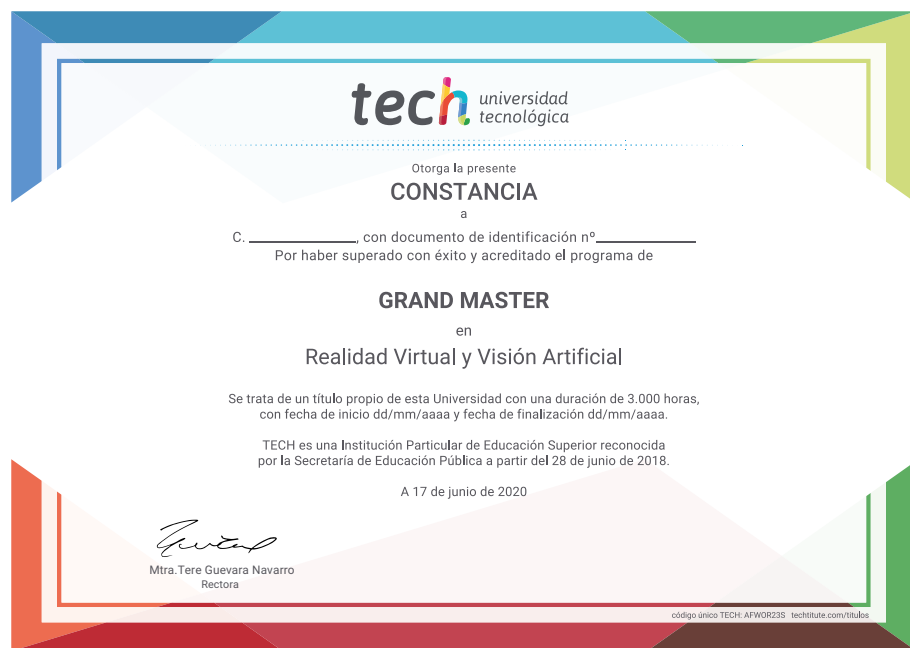 tech universidad
tecnológica
Otorga la presente
CONSTANCIA
a
C. ____________, con documento de identificación nº____________
Por haber superado con éxito y acreditado el programa de
GRAND MASTER
en
Realidad Virtual y Visión Artificial
Se trata de un título propio de esta Universidad con una duración de 3.000 horas,
con fecha de inicio dd/mm/aaaa y fecha de finalización dd/mm/aaaa.
TECH es una Institución Particular de Educación Superior reconocida
por la Secretaría de Educación Pública a partir del 28 de junio de 2018.
A 17 de junio de 2020
Mtra.Tere Guevara Navarro
Rectora
código único TECH: AFWOR23S techtitute.com/titulos